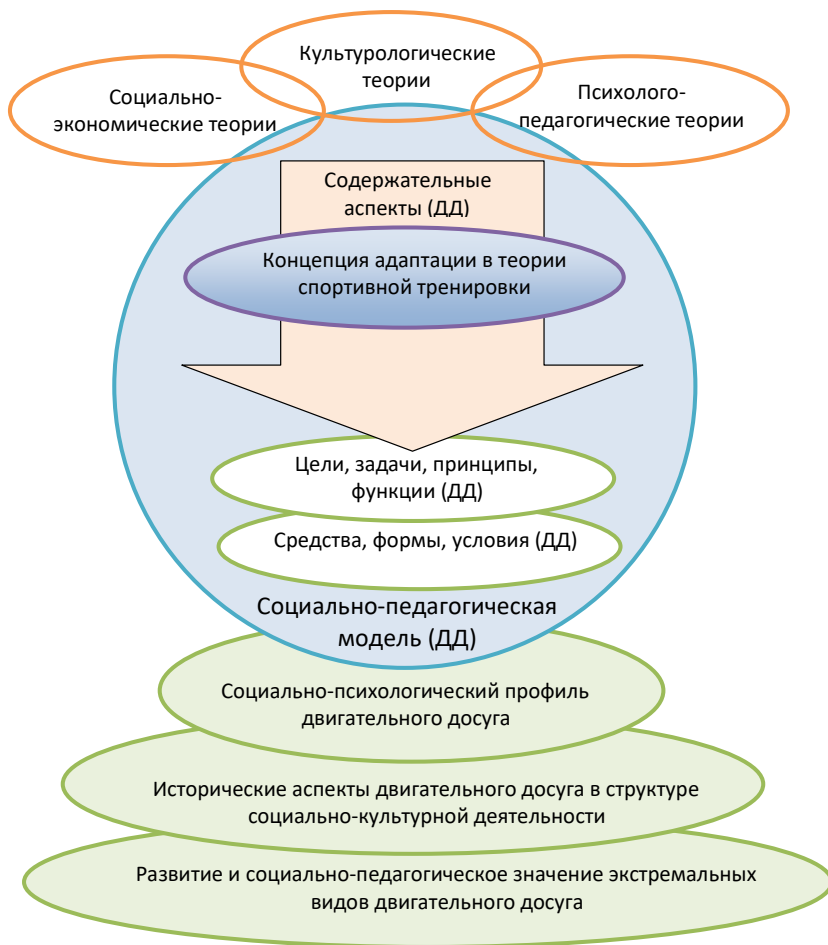 Культурологические
теории
Социально-
экономические теории
Психолого-
педагогические теории
Содержательные
аспекты (ДД)
Концепция адаптации в теории
спортивной тренировки
Цели, задачи, принципы,
функции (ДД)
Средства, формы, условия (ДД)
Социально-педагогическая
модель (ДД)
Социально-психологический профиль
двигательного досуга
Исторические аспекты двигательного досуга в структуре
социально-культурной деятельности
Развитие и социально-педагогическое значение экстремальных
видов двигательного досуга